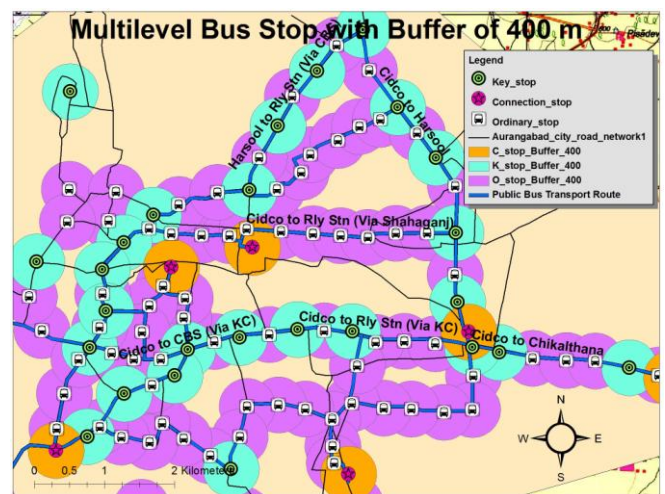 Multilevel Bus Stop with Buffer of 400 m
Pisādev
Legend
Key_stop
Connection_stop
Ordinary_stop
Aurangabad_city_road_network1
C_stop_Buffer_400
K_stop_Buffer_400
O_stop_Buffer_400
Public Bus Transport Route
Harsool to Rly Stn (Via CBS)
Cidco to Harsool
Cidco to Rly Stn (Via Shahaganj)
Cidco to CBS (Via KC)
Cidco to Rly Stn (Via KC)
Cidco to Chikalthana
N
W
E
S
0 0.5 1 2 Kilometers